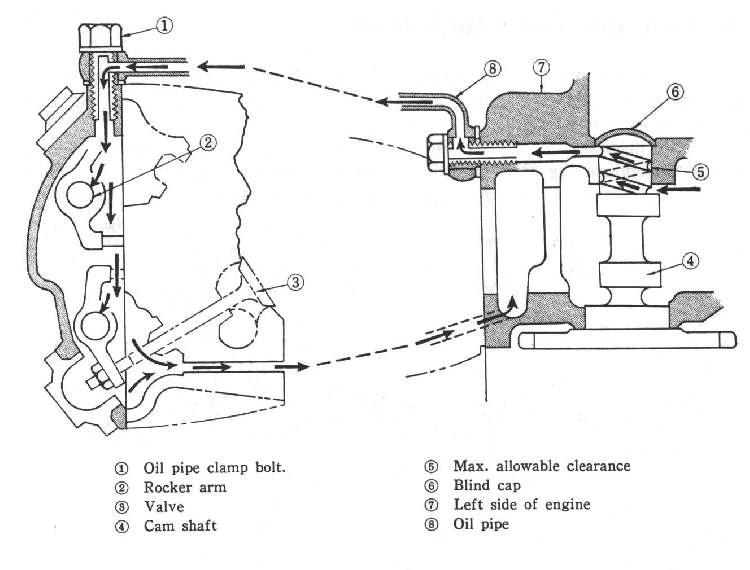 ①
②
③
⑧
⑦
⑥
⑤
④
① Oil pipe clamp bolt.
② Rocker arm
③ Valve
④ Cam shaft
⑤ Max. allowable clearance
⑥ Blind cap
⑦ Left side of engine
⑧ Oil pipe